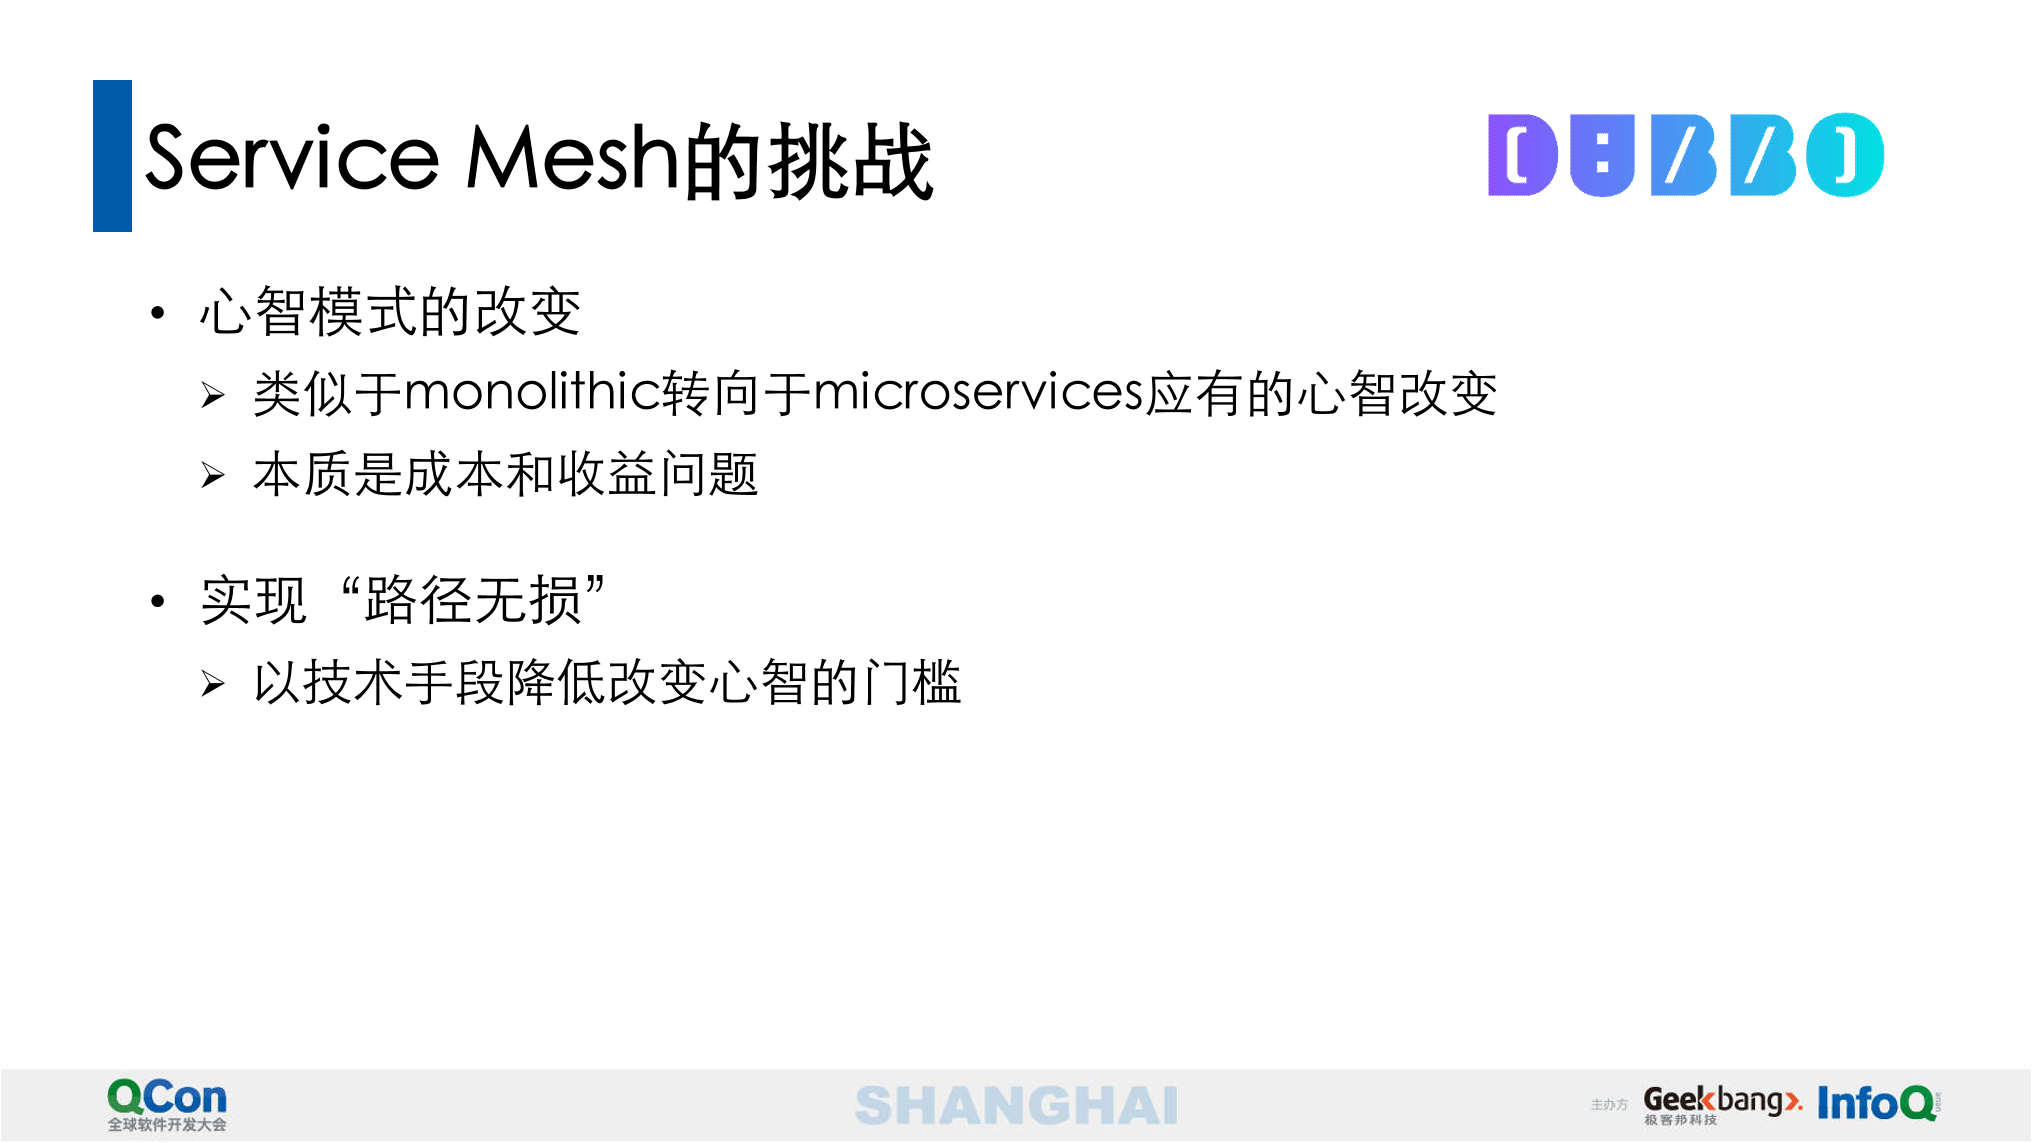 Service Mesh的挑战
DUBBO
• 心智模式的改变
➢ 类似于monolithic转向于microservices应有的心智改变
➢ 本质是成本和收益问题
• 实现“路径无损”
➢ 以技术手段降低改变心智的门槛
QCon
全球软件开发大会
SHANGHAI
主办方
Geekbang>.
极客邦科技
InfoQ